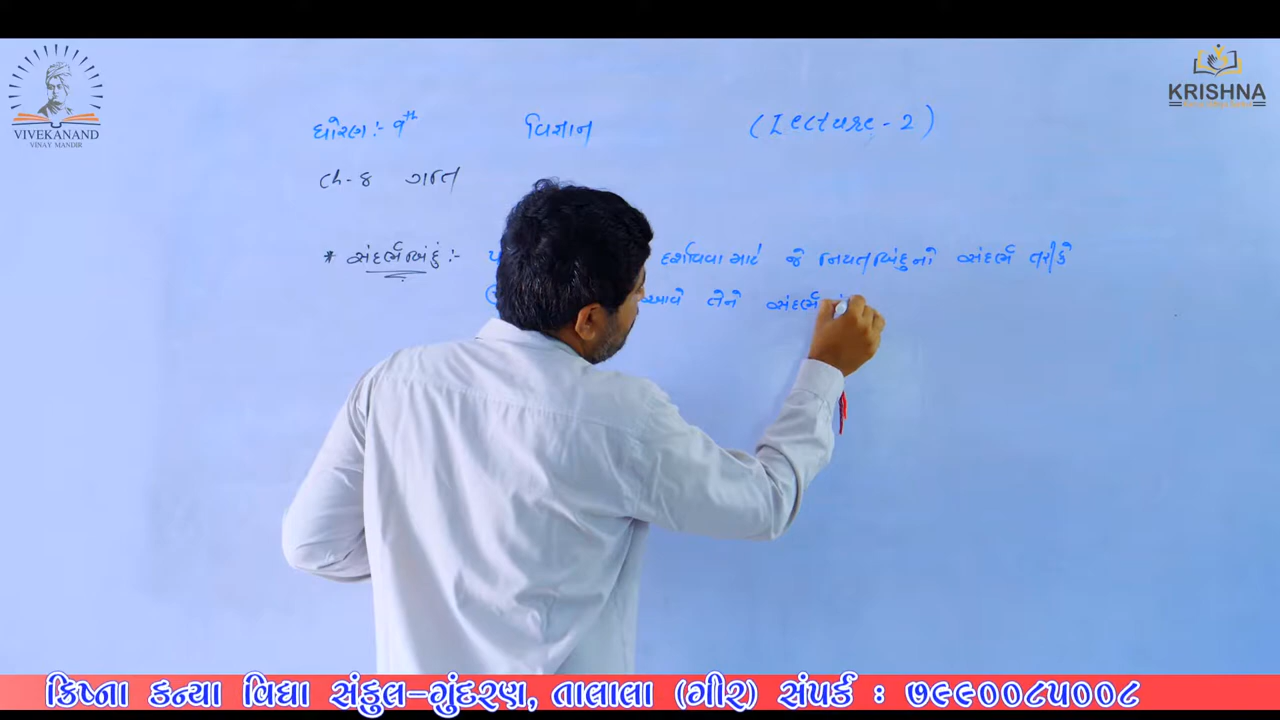 VIVEKANAND
VINAY MANDIR
KRISHNA
ધોરણ :- ૧th વિજ્ઞાન (Lecture - 2)
ch-8 ગતિ
* સંદર્ભબિંદુ :- દર્શાવવા માટે જે નિયતબિંદુનો સંદર્ભ તરીકે
આવે તેને સંદર્ભ
ક્રિષ્ના કન્યા વિદ્યા સંકુલ-ગુંદરણ, તાલાલા (ગીર) સંપર્ક : ૭૯૯૦૦૮૫૦૦૮